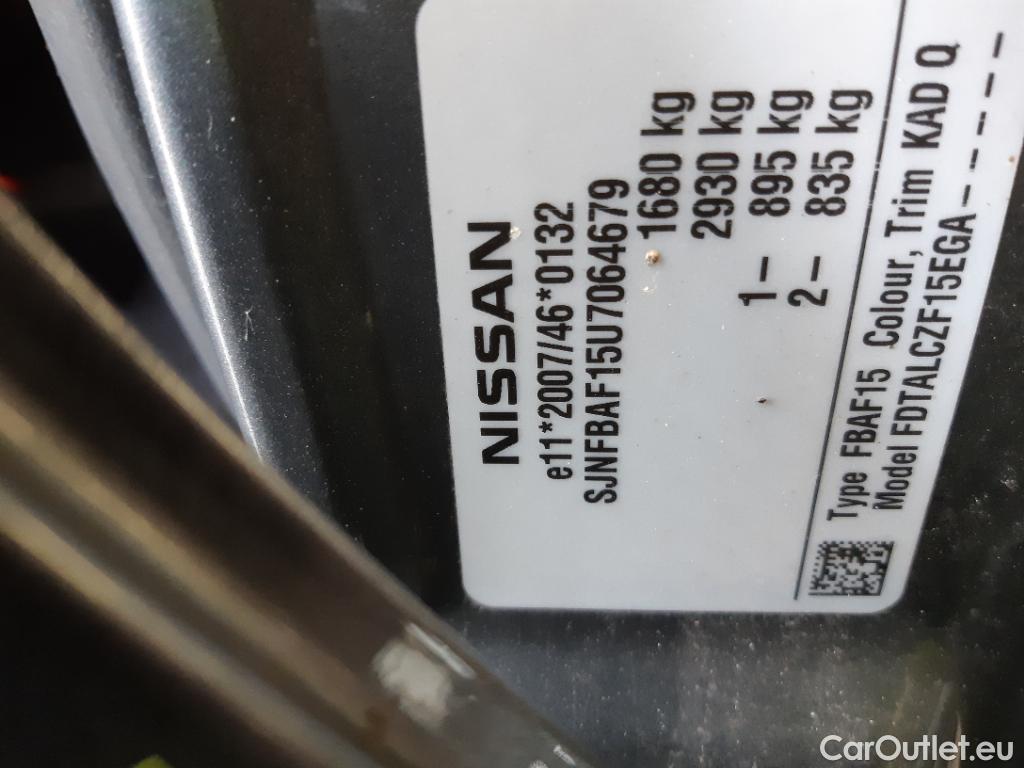 NISSAN
e11*2007/46*0132
SJNFBAF15U7064679
1680 kg
2930 kg
1– 895 kg
2– 835 kg
Type FBAF15 Colour, Trim KAD Q
Model FDTALCZF15EGA–––––
CarOutlet.eu